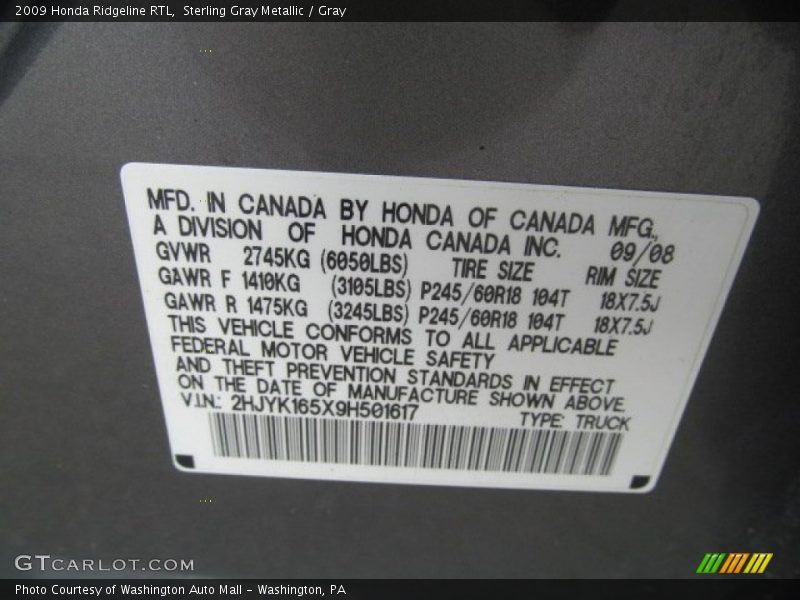 2009 Honda Ridgeline RTL, Sterling Gray Metallic / Gray
MFD. IN CANADA BY HONDA OF CANADA MFG.,
A DIVISION OF HONDA CANADA INC. 09/08
GVWR 2745KG (6050LBS) TIRE SIZE RIM SIZE
GAWR F 1410KG (3105LBS) P245/60R18 104T 18X7.5J
GAWR R 1475KG (3245LBS) P245/60R18 104T 18X7.5J
THIS VEHICLE CONFORMS TO ALL APPLICABLE
FEDERAL MOTOR VEHICLE SAFETY
AND THEFT PREVENTION STANDARDS IN EFFECT
ON THE DATE OF MANUFACTURE SHOWN ABOVE.
V.I.N.: 2HJYK165X9H501617 TYPE: TRUCK
GTCARLOT.COM
Photo Courtesy of Washington Auto Mall - Washington, PA